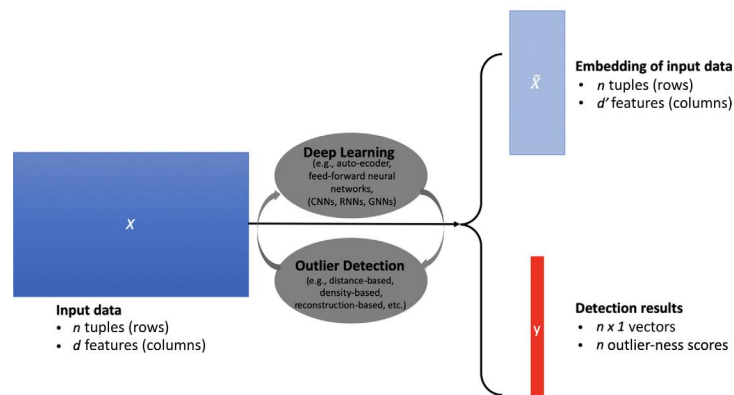 X
Input data
• n tuples (rows)
• d features (columns)
Deep Learning
(e.g., auto-ecoder,
feed-forward neural
networks,
(CNNs, RNNs, GNNs)
Outlier Detection
(e.g., distance-based,
density-based,
reconstruction-based, etc.)
X̃
Embedding of input data
• n tuples (rows)
• d′ features (columns)
y
Detection results
• n x 1 vectors
• n outlier-ness scores